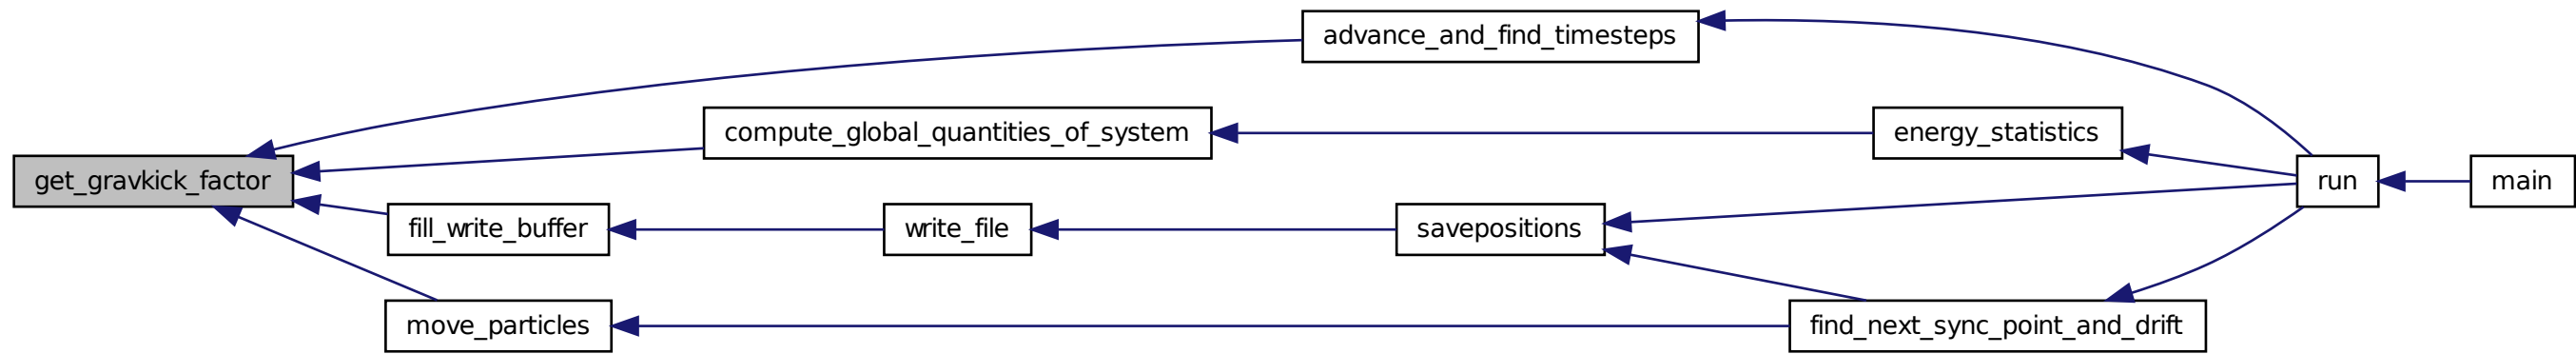 advance_and_find_timesteps
compute_global_quantities_of_system
energy_statistics
get_gravkick_factor
run
main
fill_write_buffer
write_file
savepositions
move_particles
find_next_sync_point_and_drift